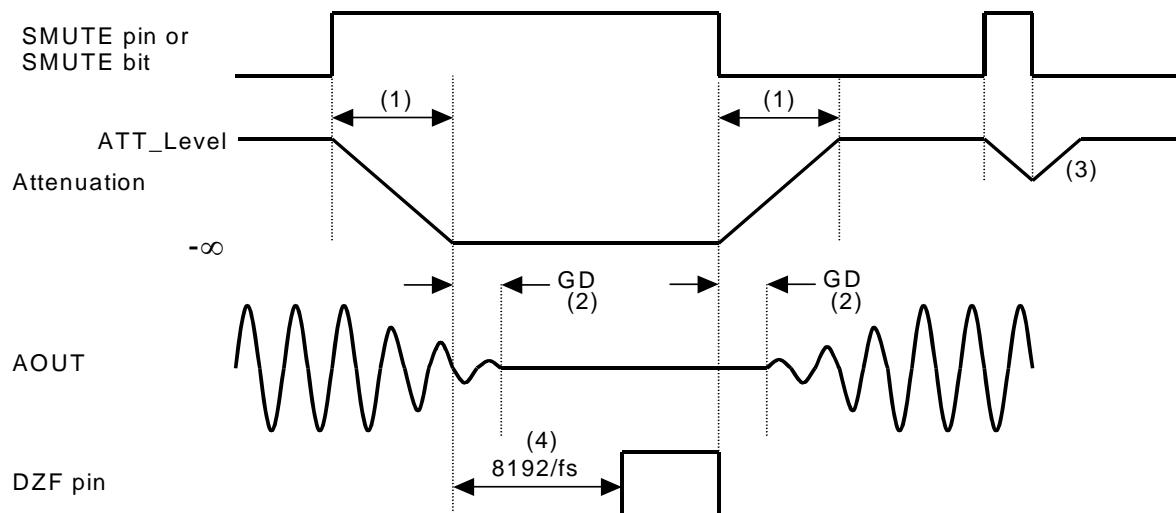 SMUTE pin or
SMUTE bit
(1)
(1)
ATT_Level
Attenuation
(3)
-∞
GD
(2)
GD
(2)
AOUT
(4)
8192/fs
DZF pin